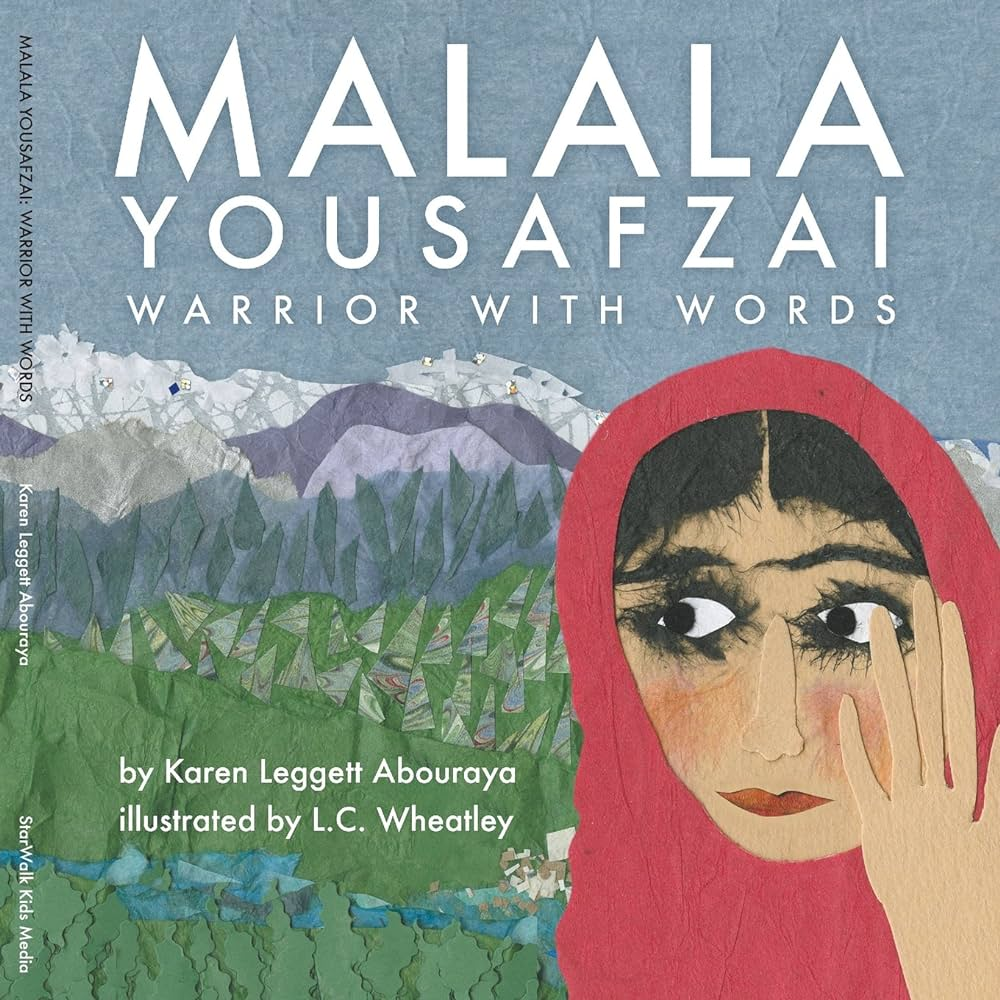 MALALA
YOUSAFZAI
WARRIOR WITH WORDS
by Karen Leggett Abouraya
illustrated by L.C. Wheatley
MALALA YOUSAFZAI: WARRIOR WITH WORDS
Karen Leggett Abouraya
StarWalk Kids Media